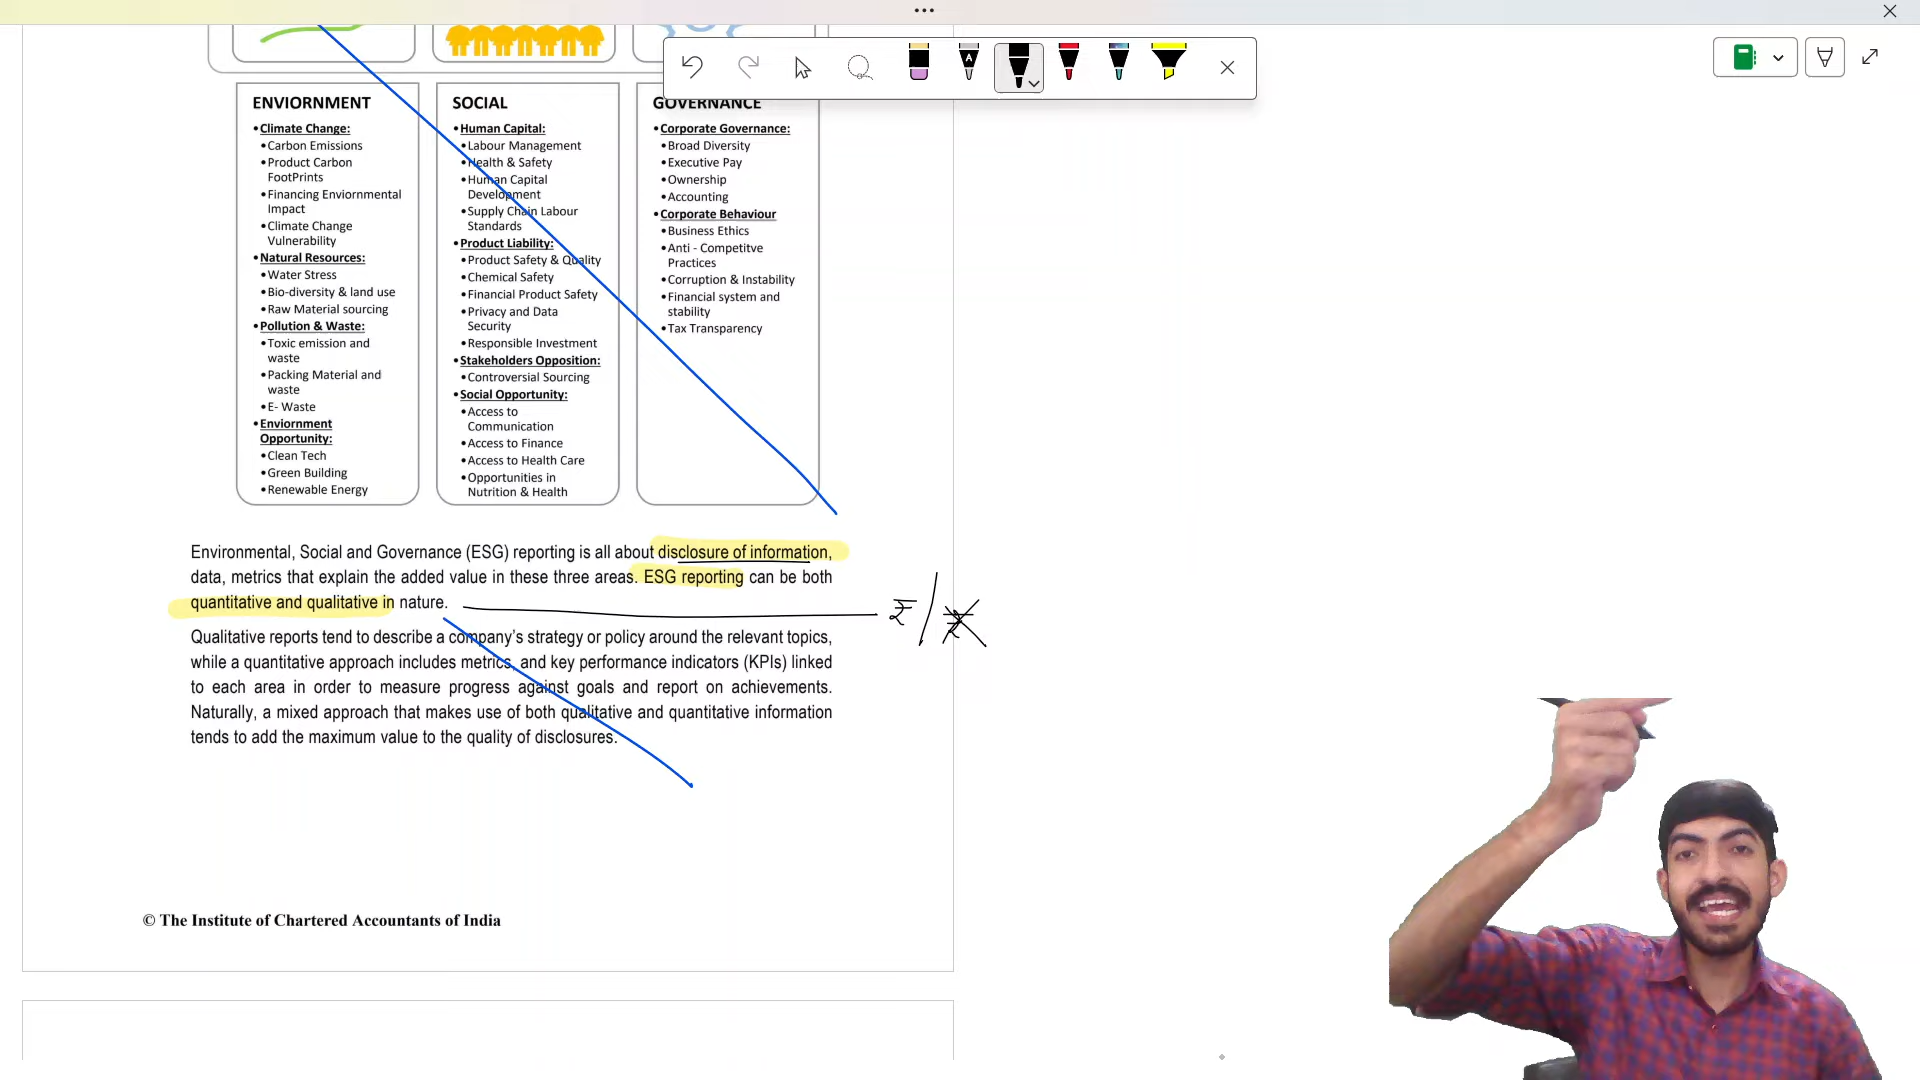 ENVIORNMENT
•Climate Change:
•Carbon Emissions
•Product Carbon
FootPrints
•Financing Enviornmental
Impact
•Climate Change
Vulnerability
•Natural Resources:
•Water Stress
•Bio-diversity & land use
•Raw Material sourcing
•Pollution & Waste:
•Toxic emission and
waste
•Packing Material and
waste
•E- Waste
•Enviornment
Opportunity:
•Clean Tech
•Green Building
•Renewable Energy
SOCIAL
•Human Capital:
•Labour Management
•Health & Safety
•Human Capital
Development
•Supply Chain Labour
Standards
•Product Liability:
•Product Safety & Quality
•Chemical Safety
•Financial Product Safety
•Privacy and Data
Security
•Responsible Investment
•Stakeholders Opposition:
•Controversial Sourcing
•Social Opportunity:
•Access to
Communication
•Access to Finance
•Access to Health Care
•Opportunities in
Nutrition & Health
GOVERNANCE
•Corporate Governance:
•Broad Diversity
•Executive Pay
•Ownership
•Accounting
•Corporate Behaviour
•Business Ethics
•Anti - Competitve
Practices
•Corruption & Instability
•Financial system and
stability
•Tax Transparency
Environmental, Social and Governance (ESG) reporting is all about disclosure of information,
data, metrics that explain the added value in these three areas. ESG reporting can be both
quantitative and qualitative in nature.
₹/₹
Qualitative reports tend to describe a company's strategy or policy around the relevant topics,
while a quantitative approach includes metrics, and key performance indicators (KPIs) linked
to each area in order to measure progress against goals and report on achievements.
Naturally, a mixed approach that makes use of both qualitative and quantitative information
tends to add the maximum value to the quality of disclosures.
© The Institute of Chartered Accountants of India